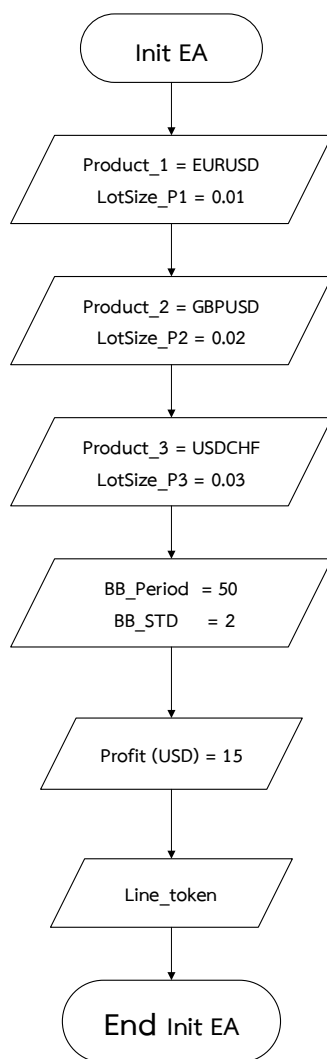 Init EA
Product_1 = EURUSD
LotSize_P1 = 0.01
Product_2 = GBPUSD
LotSize_P2 = 0.02
Product_3 = USDCHF
LotSize_P3 = 0.03
BB_Period = 50
BB_STD = 2
Profit (USD) = 15
Line_token
End Init EA